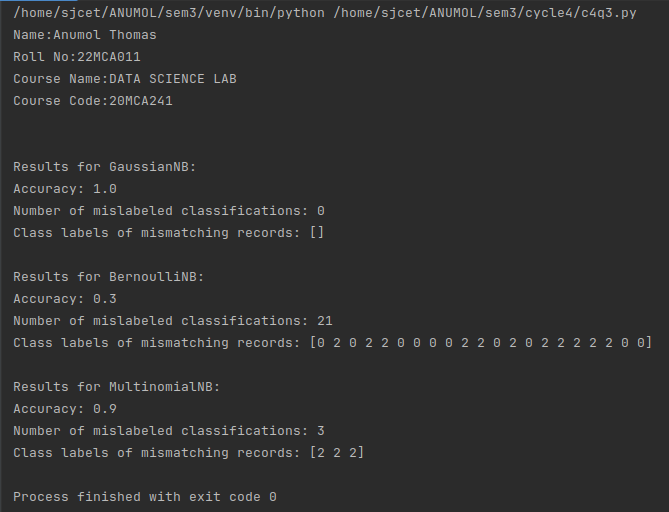 /home/sjcet/ANUMOL/sem3/venv/bin/python /home/sjcet/ANUMOL/sem3/cycle4/c4q3.py
Name:Anumol Thomas
Roll No:22MCA011
Course Name:DATA SCIENCE LAB
Course Code:20MCA241
Results for GaussianNB:
Accuracy: 1.0
Number of mislabeled classifications: 0
Class labels of mismatching records: []
Results for BernoulliNB:
Accuracy: 0.3
Number of mislabeled classifications: 21
Class labels of mismatching records: [0 2 0 2 2 0 0 0 0 2 2 0 2 0 2 2 2 2 2 0 0]
Results for MultinomialNB:
Accuracy: 0.9
Number of mislabeled classifications: 3
Class labels of mismatching records: [2 2 2]
Process finished with exit code 0